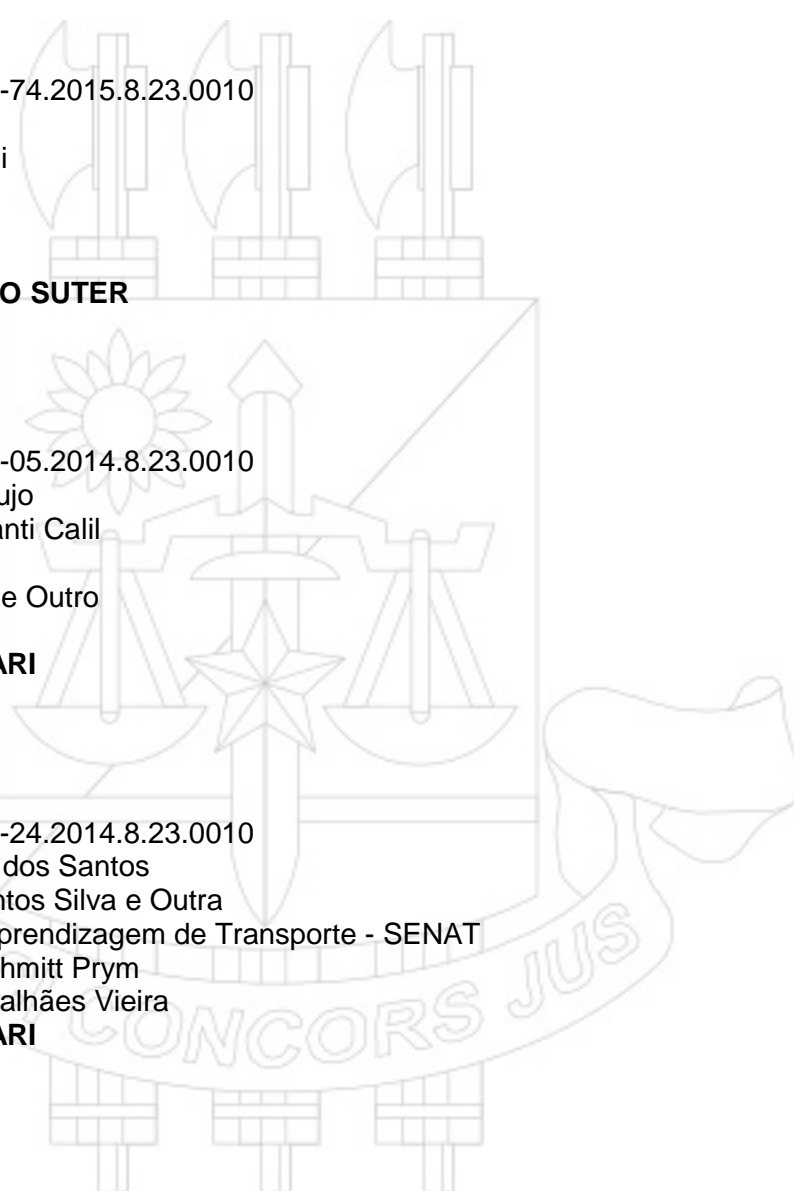 -74.2015.8.23.0010
i
O SUTER
-05.2014.8.23.0010
ujo
anti Calil
e Outro
ARI
-24.2014.8.23.0010
dos Santos
ntos Silva e Outra
prendizagem de Transporte - SENAT
hmitt Prym
alhães Vieira
ARI
I CONCORS JUS